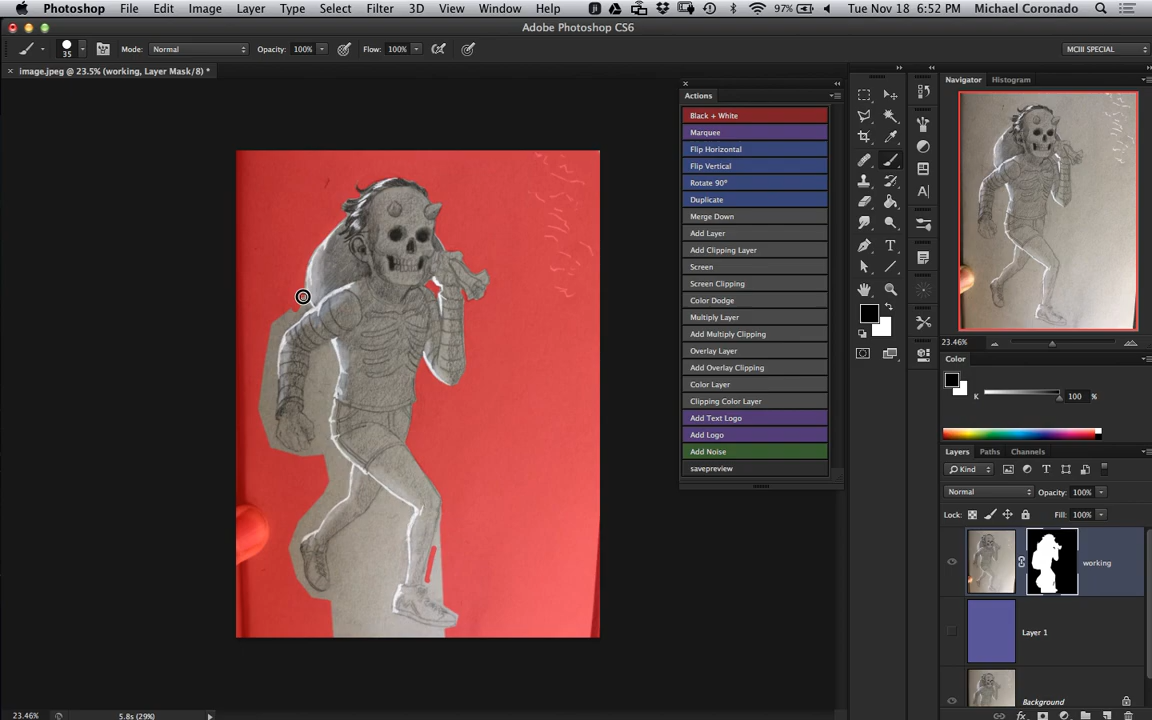 Photoshop File Edit Image Layer Type Select Filter 3D View Window Help 97% Tue Nov 18 6:52 PM Michael Coronado
Adobe Photoshop CS6
35 Mode: Normal Opacity: 100% Flow: 100% MCIII SPECIAL
image.jpeg @ 23.5% (working, Layer Mask/8) *
Actions
Black + White
Marquee
Flip Horizontal
Flip Vertical
Rotate 90º
Duplicate
Merge Down
Add Layer
Add Clipping Layer
Screen
Screen Clipping
Color Dodge
Multiply Layer
Add Multiply Clipping
Overlay Layer
Add Overlay Clipping
Color Layer
Clipping Color Layer
Add Text Logo
Add Logo
Add Noise
savepreview
Navigator Histogram
23.46%
Color
K 100 %
Layers Paths Channels
Kind
Normal Opacity: 100%
Lock: Fill: 100%
working
Layer 1
Background
23.46% 5.8s (29%)